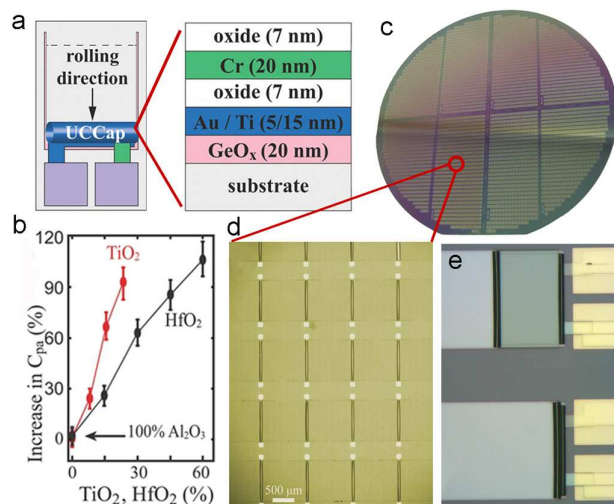 a
rolling
direction
UCCap
oxide (7 nm)
Cr (20 nm)
oxide (7 nm)
Au / Ti (5/15 nm)
GeOₓ (20 nm)
substrate
c
b
Increase in Cₚₐ (%)
120
90
60
30
0
TiO₂
HfO₂
100% Al₂O₃
0
30
60
TiO₂, HfO₂ (%)
d
500 μm
e